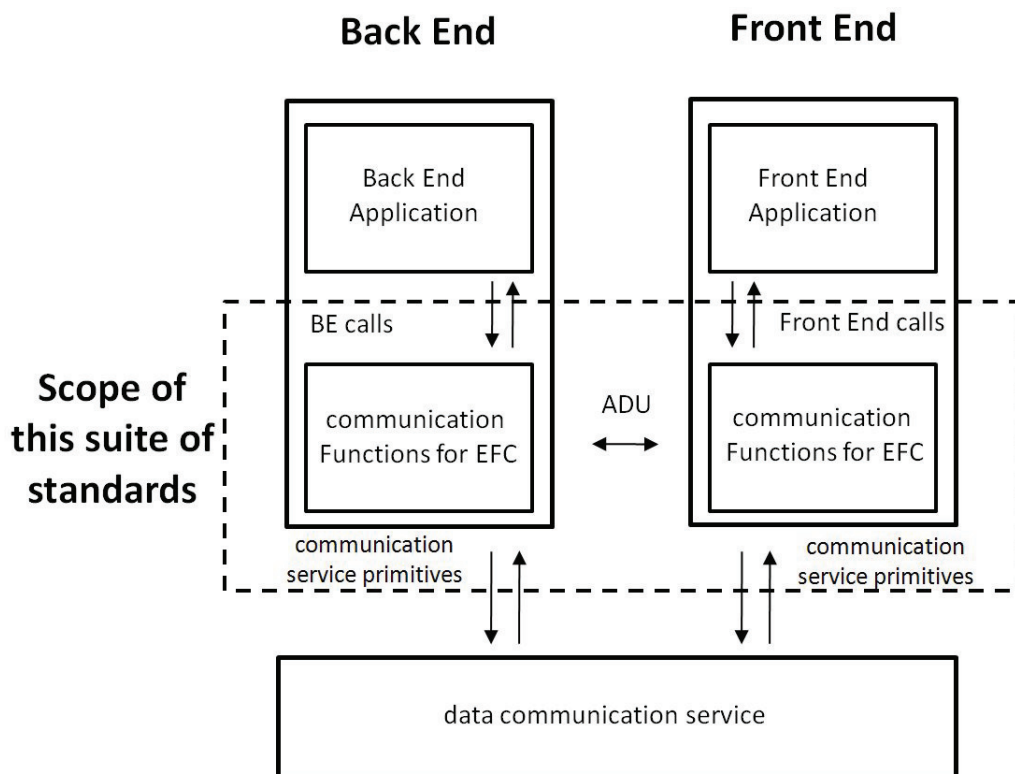 Back End
Front End
Back End
Application
Front End
Application
BE calls
Front End calls
Scope of
this suite of
standards
communication
Functions for EFC
ADU
communication
Functions for EFC
communication
service primitives
communication
service primitives
data communication service